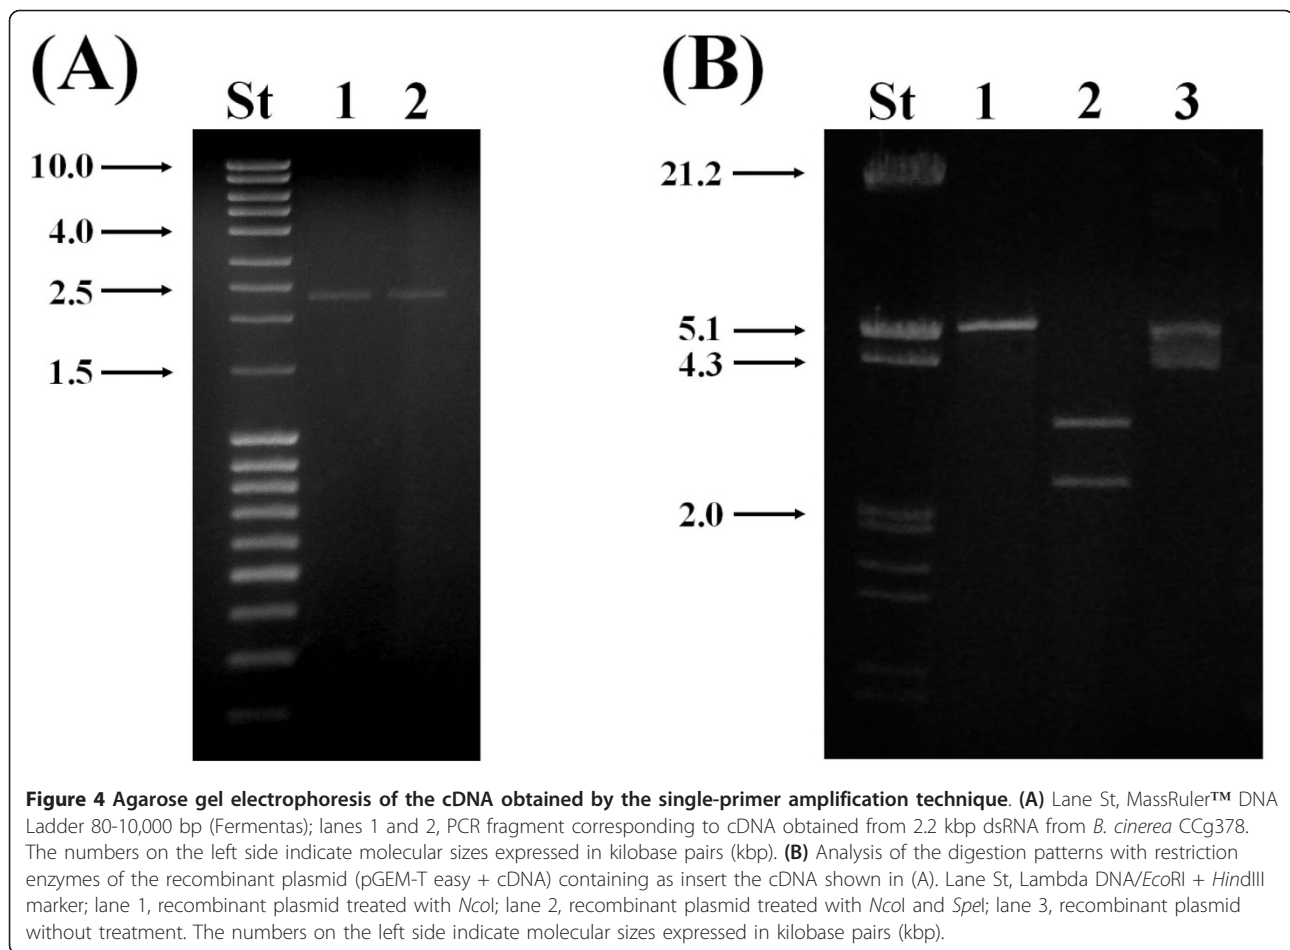 (A)
St 1 2
10.0
4.0
2.5
1.5
(B)
St 1 2 3
21.2
5.1
4.3
2.0
Figure 4 Agarose gel electrophoresis of the cDNA obtained by the single-primer amplification technique. (A) Lane St, MassRuler™ DNA
Ladder 80-10,000 bp (Fermentas); lanes 1 and 2, PCR fragment corresponding to cDNA obtained from 2.2 kbp dsRNA from B. cinerea CCg378.
The numbers on the left side indicate molecular sizes expressed in kilobase pairs (kbp). (B) Analysis of the digestion patterns with restriction
enzymes of the recombinant plasmid (pGEM-T easy + cDNA) containing as insert the cDNA shown in (A). Lane St, Lambda DNA/EcoRI + HindIII
marker; lane 1, recombinant plasmid treated with NcoI; lane 2, recombinant plasmid treated with NcoI and SpeI; lane 3, recombinant plasmid
without treatment. The numbers on the left side indicate molecular sizes expressed in kilobase pairs (kbp).